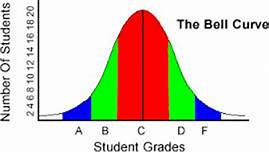 The Bell Curve
Number Of Students
2 4 6 8 10 12 14 16 18 20
A B C D F
Student Grades